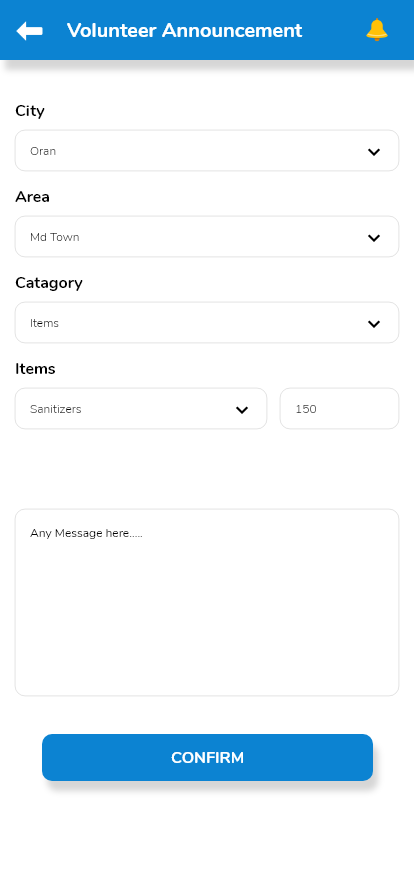 Volunteer Announcement
City
Oran
Area
Md Town
Catagory
Items
Items
Sanitizers
150
Any Message here.....
CONFIRM